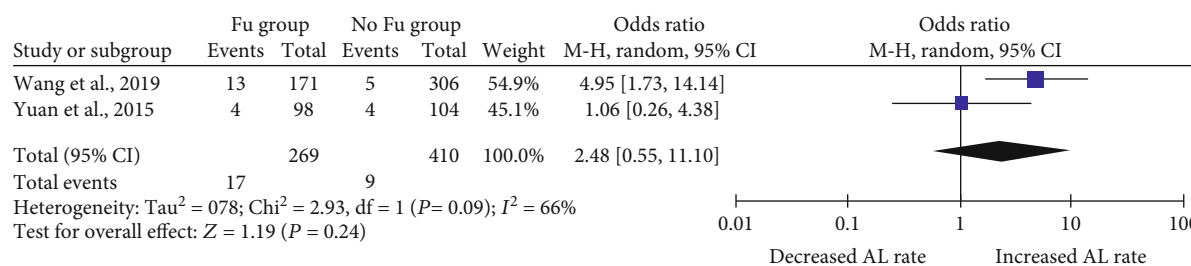 Fu group No Fu group Odds ratio Odds ratio
Study or subgroup Events Total Events Total Weight M-H, random, 95% CI M-H, random, 95% CI
Wang et al., 2019 13 171 5 306 54.9% 4.95 [1.73, 14.14]
Yuan et al., 2015 4 98 4 104 45.1% 1.06 [0.26, 4.38]
Total (95% CI) 269 410 100.0% 2.48 [0.55, 11.10]
Total events 17 9
Heterogeneity: Tau² = 078; Chi² = 2.93, df = 1 (P= 0.09); I² = 66%
Test for overall effect: Z = 1.19 (P = 0.24)
0.01 0.1 1 10 100
Decreased AL rate Increased AL rate